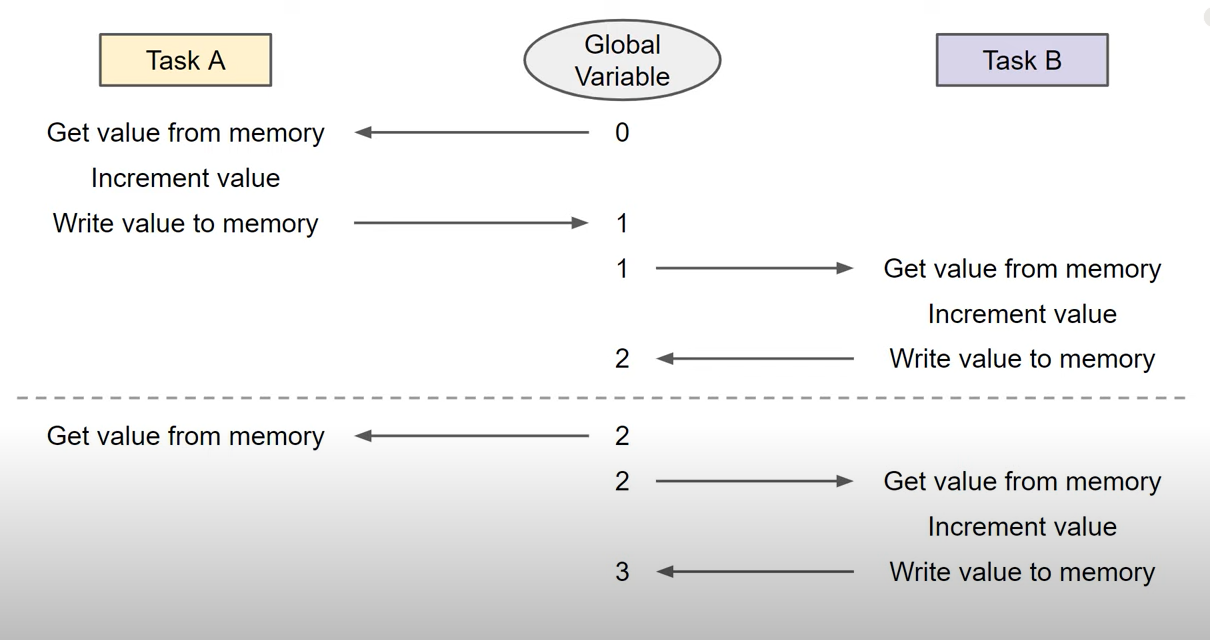 Task A
Global
Variable
Task B
Get value from memory
0
Increment value
Write value to memory
1
1
Get value from memory
Increment value
2
Write value to memory
Get value from memory
2
2
Get value from memory
Increment value
3
Write value to memory